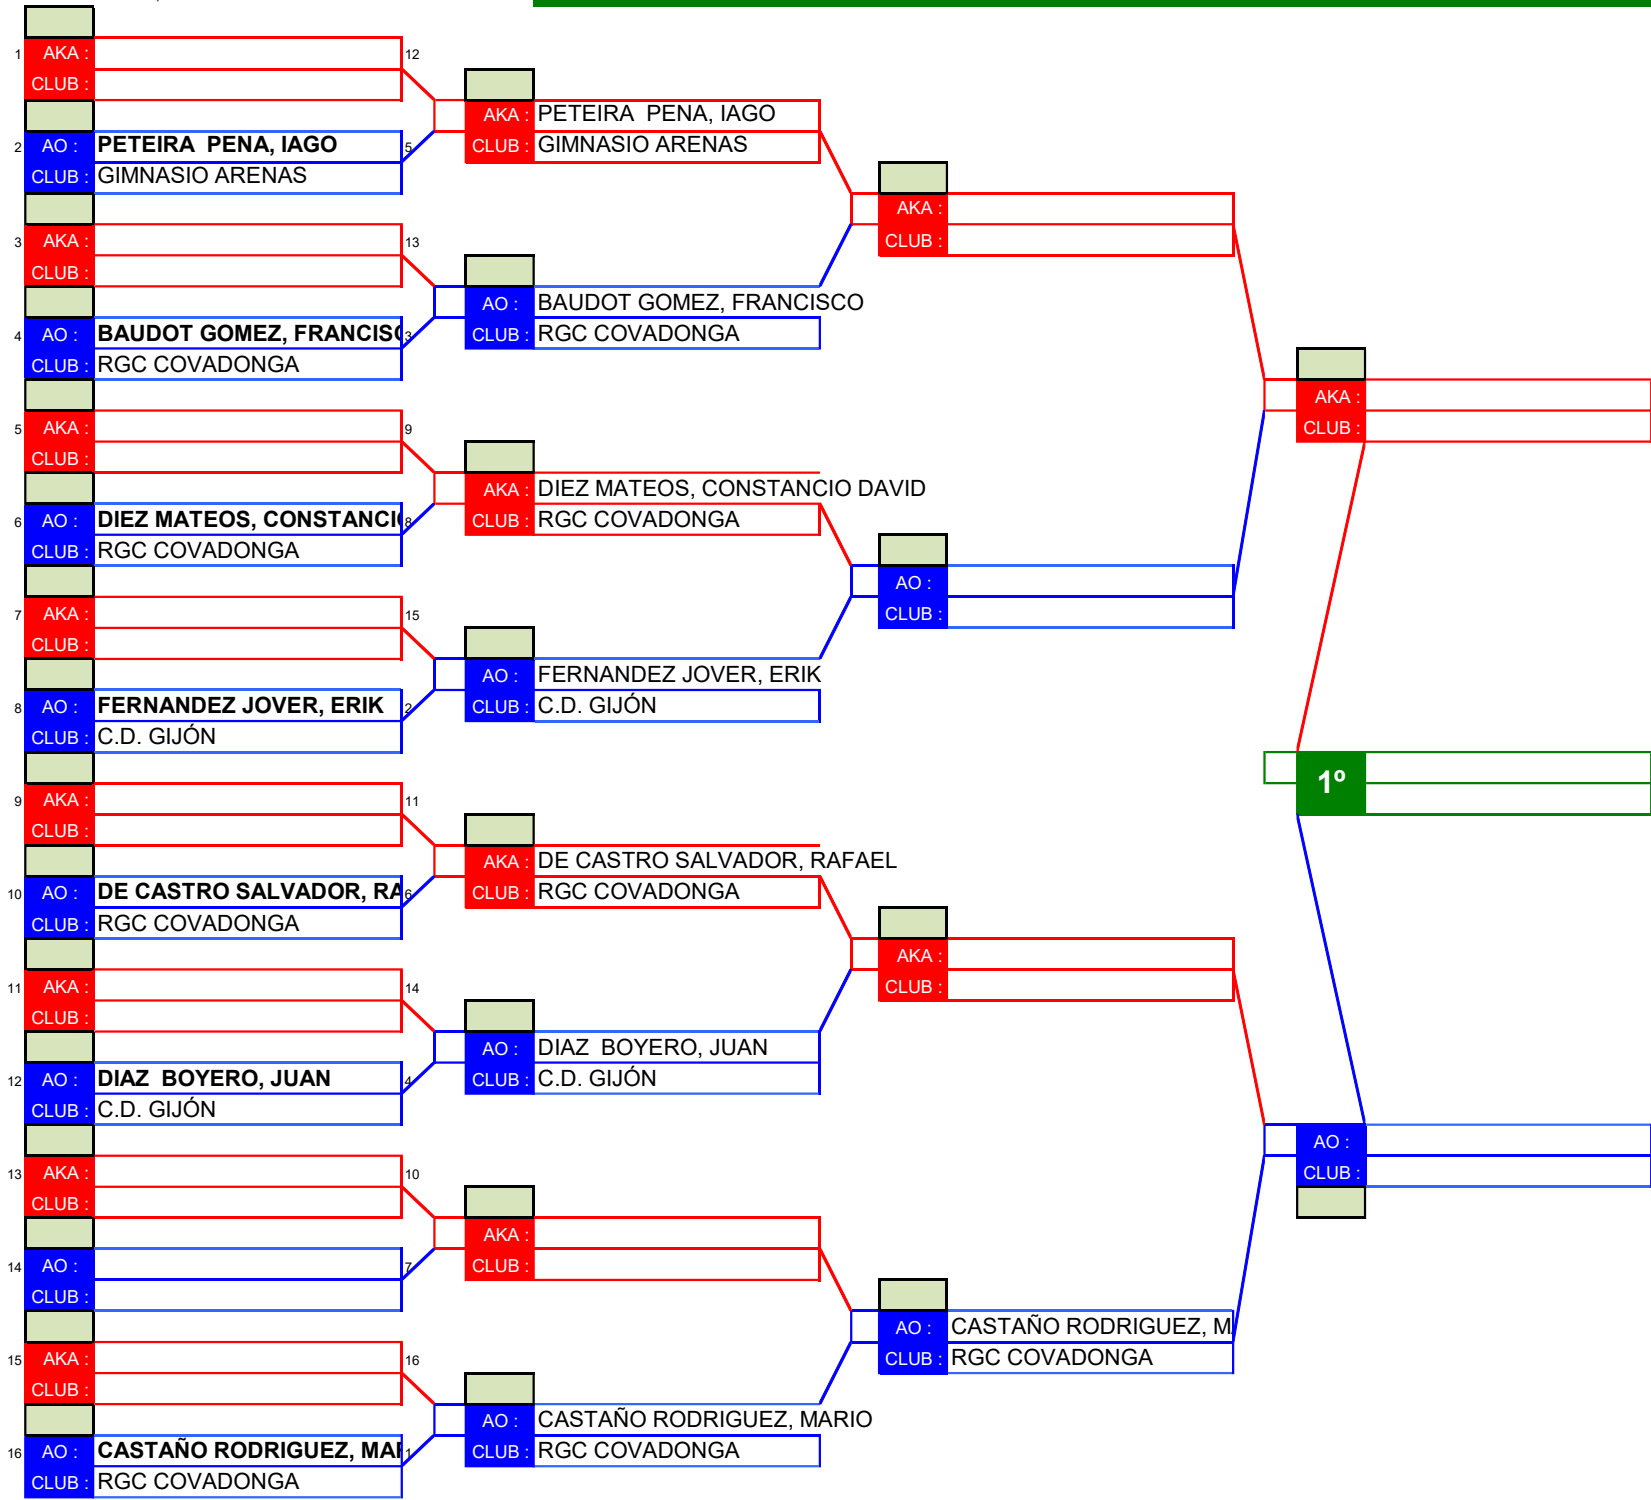 1 AKA : 12
CLUB :
2 AO : PETEIRA  PENA, IAGO 5
CLUB : GIMNASIO ARENAS
3 AKA : 13
CLUB :
4 AO : BAUDOT GOMEZ, FRANCISC 3
CLUB : RGC COVADONGA
5 AKA : 9
CLUB :
6 AO : DIEZ MATEOS, CONSTANCI 8
CLUB : RGC COVADONGA
7 AKA : 15
CLUB :
8 AO : FERNANDEZ JOVER, ERIK 2
CLUB : C.D. GIJÓN
9 AKA : 11
CLUB :
10 AO : DE CASTRO SALVADOR, RA 6
CLUB : RGC COVADONGA
11 AKA : 14
CLUB :
12 AO : DIAZ  BOYERO, JUAN 4
CLUB : C.D. GIJÓN
13 AKA : 10
CLUB :
14 AO : 7
CLUB :
15 AKA : 16
CLUB :
16 AO : CASTAÑO RODRIGUEZ, MAR 1
CLUB : RGC COVADONGA
AKA : PETEIRA  PENA, IAGO
CLUB : GIMNASIO ARENAS
AO : BAUDOT GOMEZ, FRANCISCO
CLUB : RGC COVADONGA
AKA : DIEZ MATEOS, CONSTANCIO DAVID
CLUB : RGC COVADONGA
AO : FERNANDEZ JOVER, ERIK
CLUB : C.D. GIJÓN
AKA : DE CASTRO SALVADOR, RAFAEL
CLUB : RGC COVADONGA
AO : DIAZ  BOYERO, JUAN
CLUB : C.D. GIJÓN
AKA :
CLUB :
AO : CASTAÑO RODRIGUEZ, MARIO
CLUB : RGC COVADONGA
AKA :
CLUB :
AO :
CLUB :
AKA :
CLUB :
AO : CASTAÑO RODRIGUEZ, M
CLUB : RGC COVADONGA
AKA :
CLUB :
1º
AO :
CLUB :